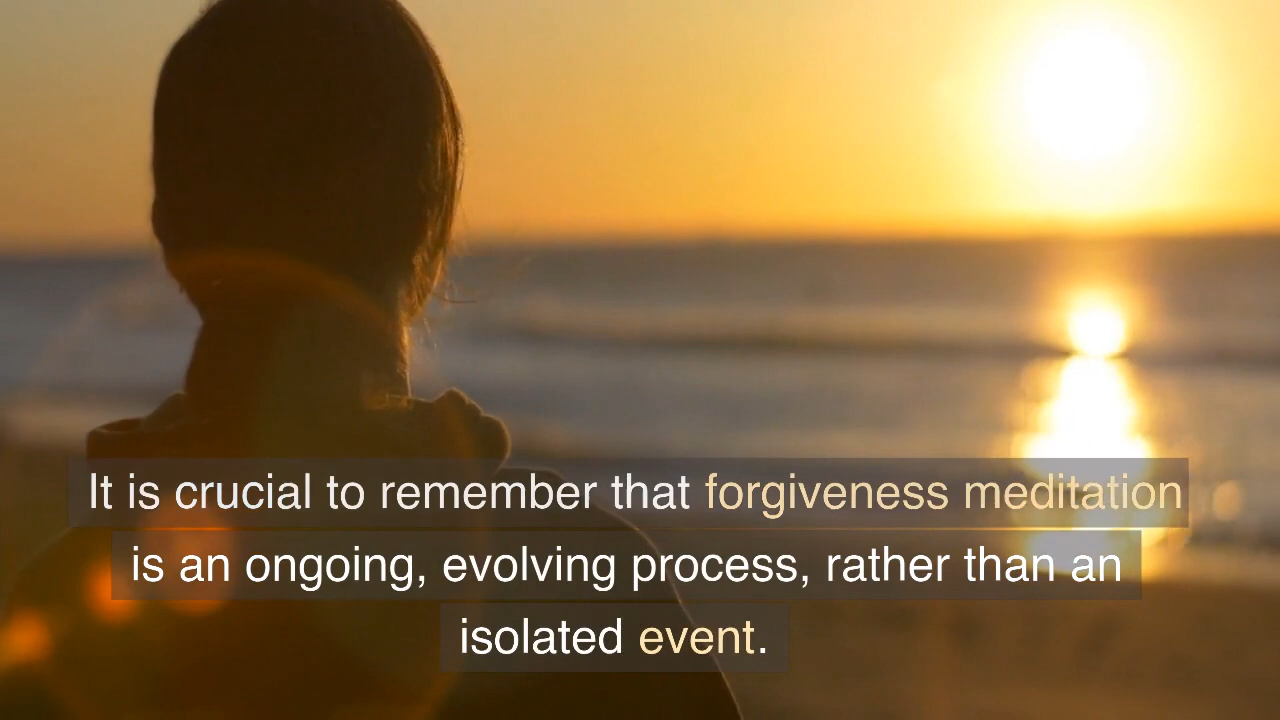 It is crucial to remember that forgiveness meditation
is an ongoing, evolving process, rather than an
isolated event.